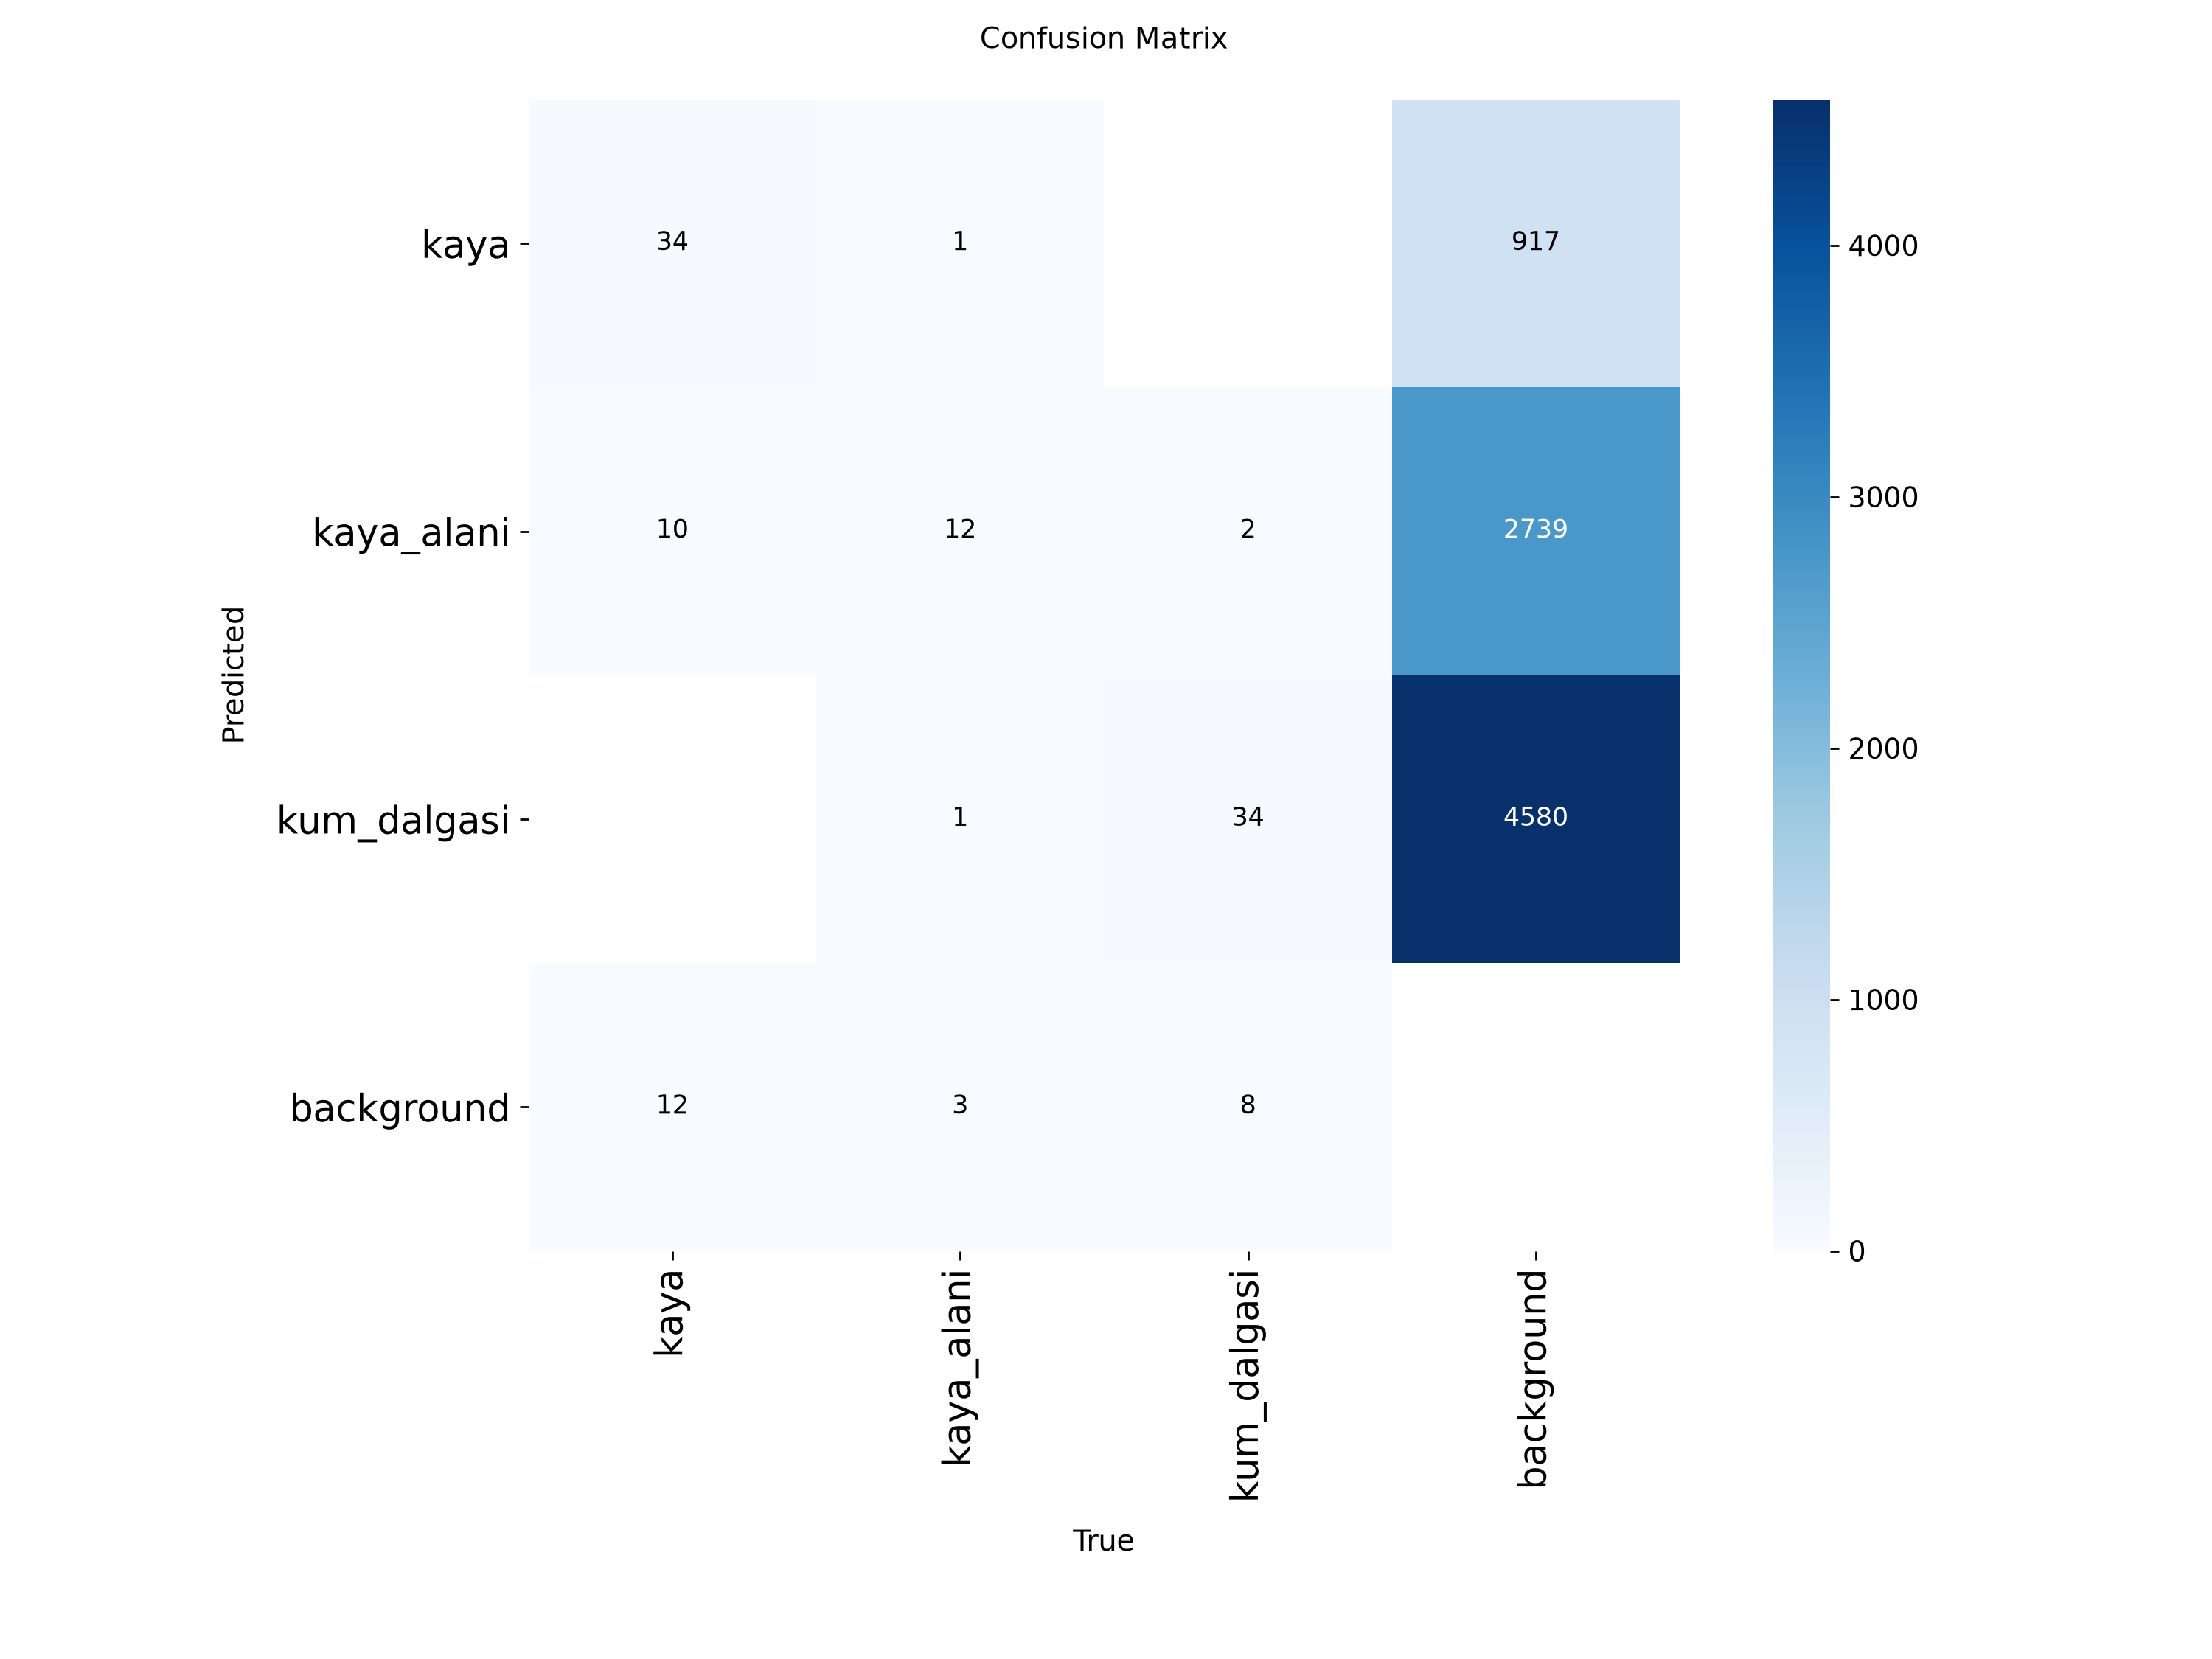 Confusion Matrix
kaya
34
1
917
4000
kaya_alani
10
12
2
2739
3000
Predicted
2000
kum_dalgasi
1
34
4580
1000
background
12
3
8
0
kaya
kaya_alani
kum_dalgasi
background
True